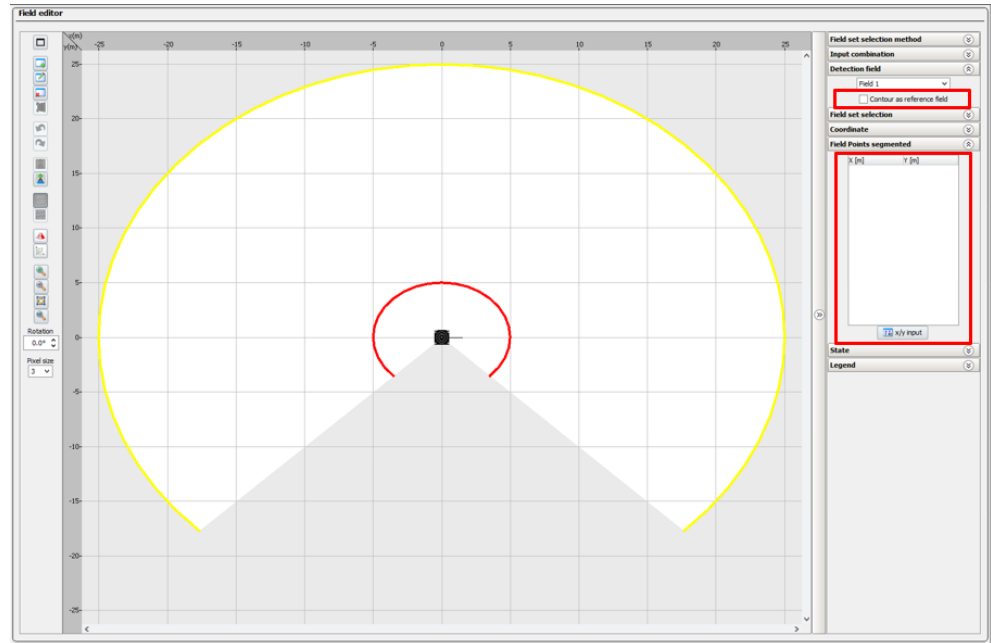 Field editor
x(m)
y(m)
-25 -20 -15 -10 -5 0 5 10 15 20 25
25
20
15
10
5
0
-5
-10
-15
-20
-25
Rotation
0.0°
Pixel size
3
Field set selection method
Input combination
Detection field
Field 1
Contour as reference field
Field set selection
Coordinate
Field Points segmented
X [m] Y [m]
x/y input
State
Legend